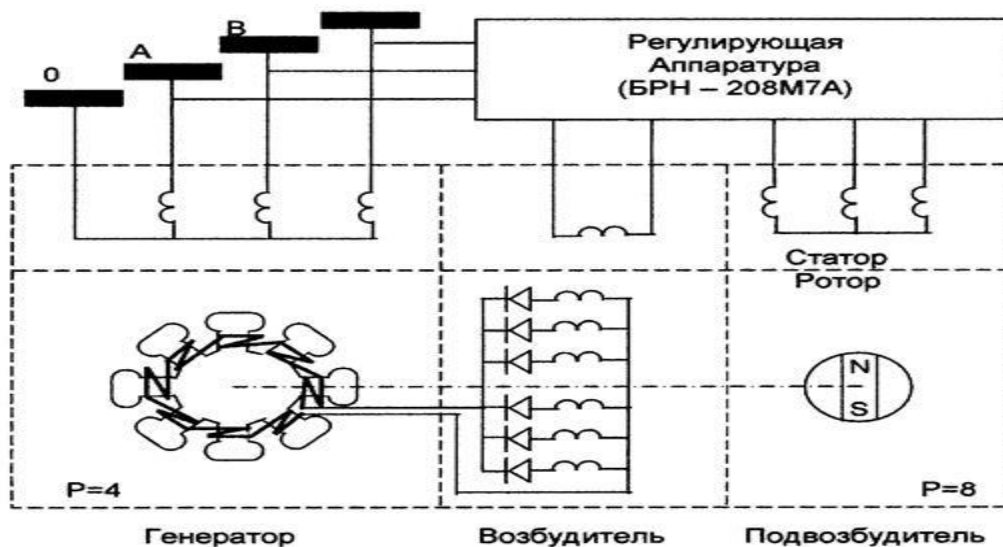 0
A
B
Регулирующая
Аппаратура
(БРН – 208М7А)
Статор
Ротор
N
S
P=4
P=8
Генератор
Возбудитель
Подвозбудитель